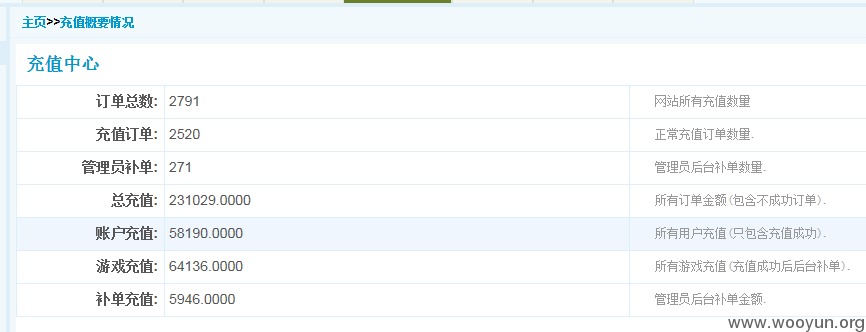 主页>>充值概要情况
充值中心
订单总数: 2791 网站所有充值数量
充值订单: 2520 正常充值订单数量.
管理员补单: 271 管理员后台补单数量.
总充值: 231029.0000 所有订单金额(包含不成功订单).
账户充值: 58190.0000 所有用户充值(只包含充值成功).
游戏充值: 64136.0000 所有游戏充值(充值成功后后台补单).
补单充值: 5946.0000 管理员后台补单金额.
www.wooyun.org